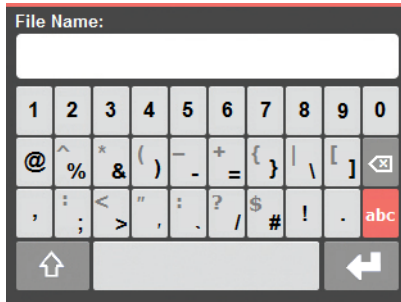 File Name:
1 2 3 4 5 6 7 8 9 0
@ ^ % * & ( ) _ - + = { } | \ [ ]
, : ; < > " ' : ` ? / $ # ! . abc